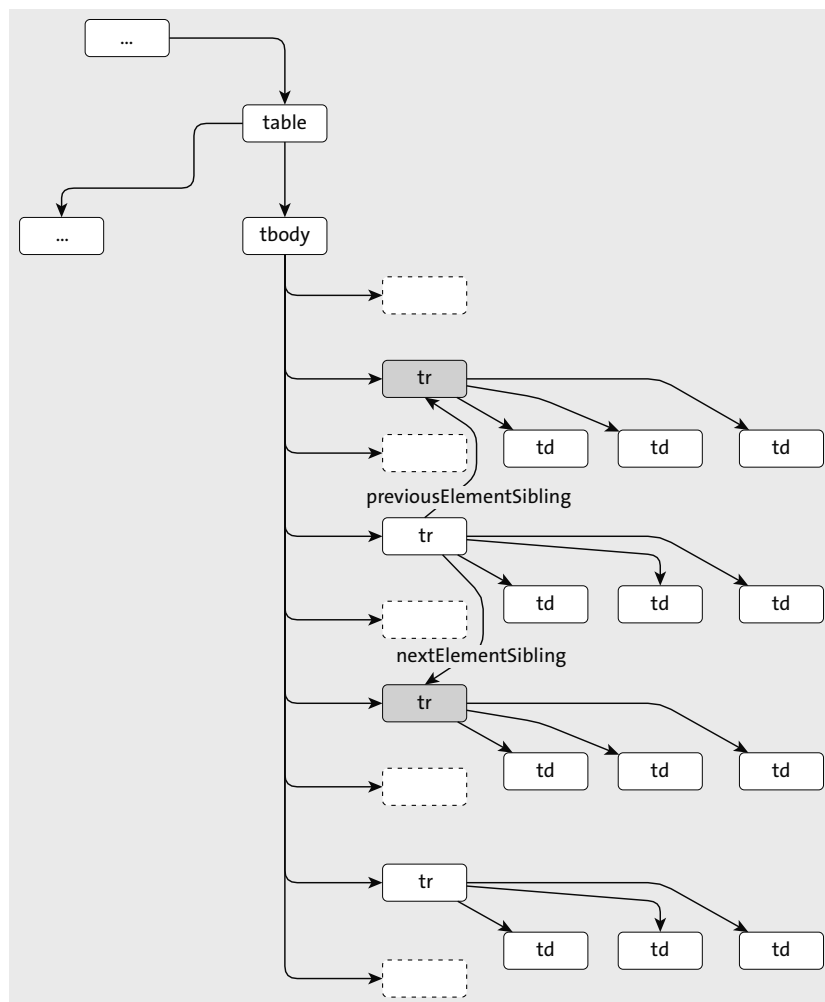 ...
table
...
tbody
tr
td
td
td
previousElementSibling
tr
td
td
td
nextElementSibling
tr
td
td
td
tr
td
td
td